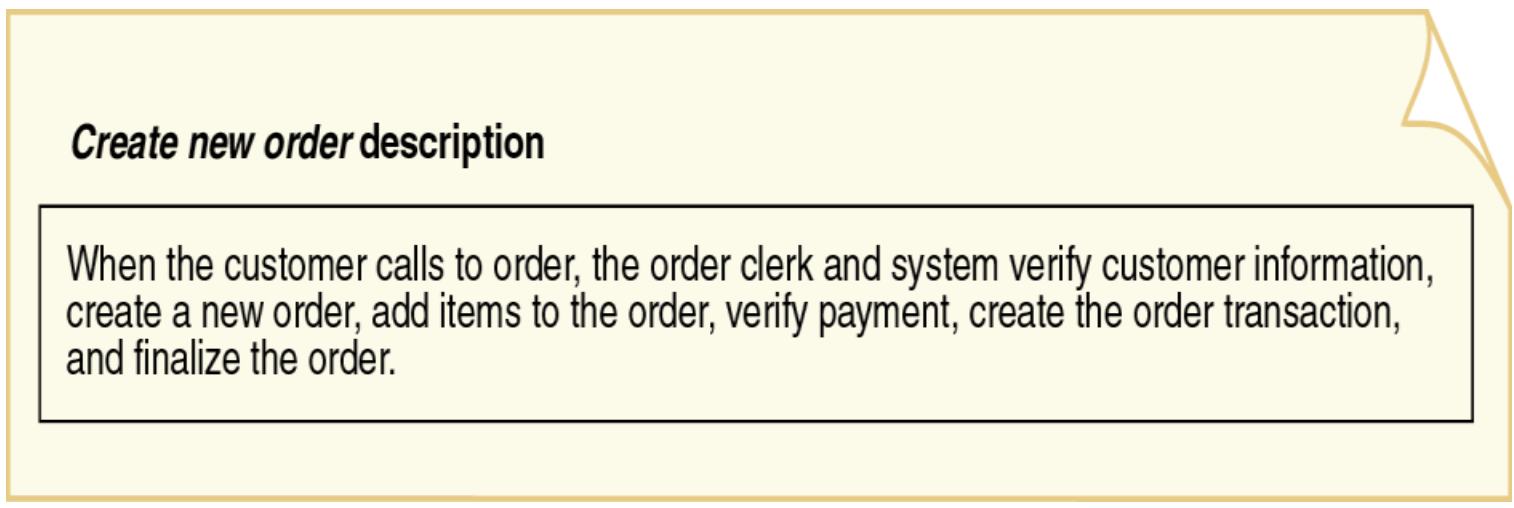 Create new order description
When the customer calls to order, the order clerk and system verify customer information,
create a new order, add items to the order, verify payment, create the order transaction,
and finalize the order.